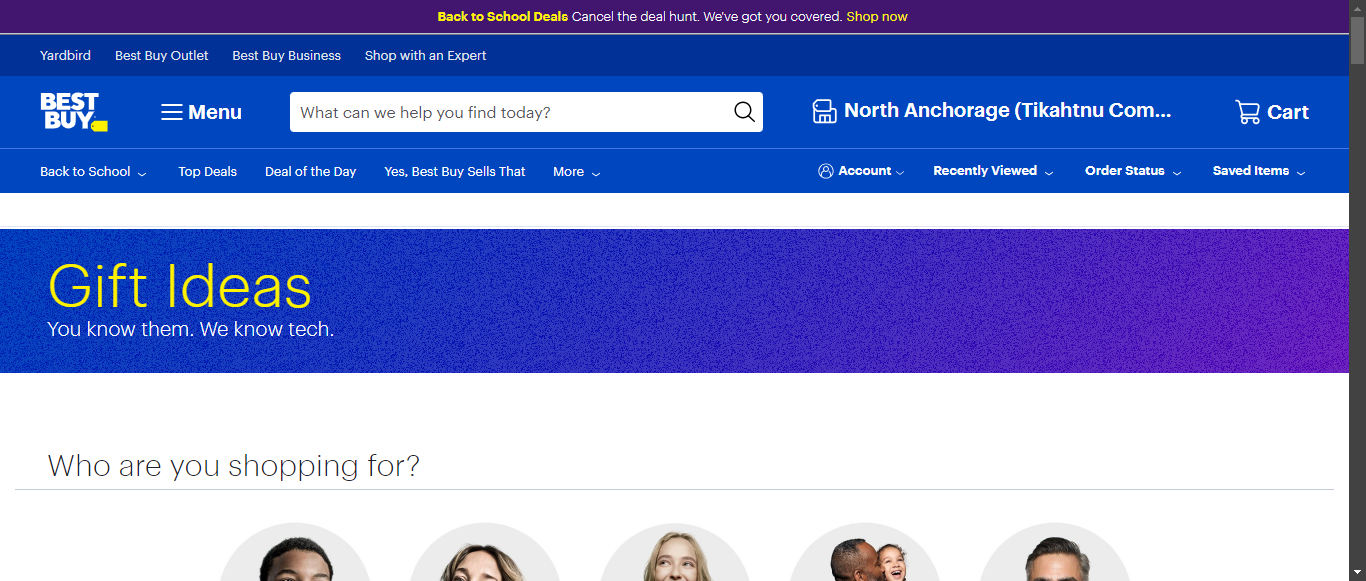 Back to School Deals Cancel the deal hunt. We've got you covered. Shop now
Yardbird Best Buy Outlet Best Buy Business Shop with an Expert
BEST BUY
Menu
What can we help you find today?
North Anchorage (Tikahtnu Com...
Cart
Back to School Top Deals Deal of the Day Yes, Best Buy Sells That More
Account Recently Viewed Order Status Saved Items
Gift Ideas
You know them. We know tech.
Who are you shopping for?